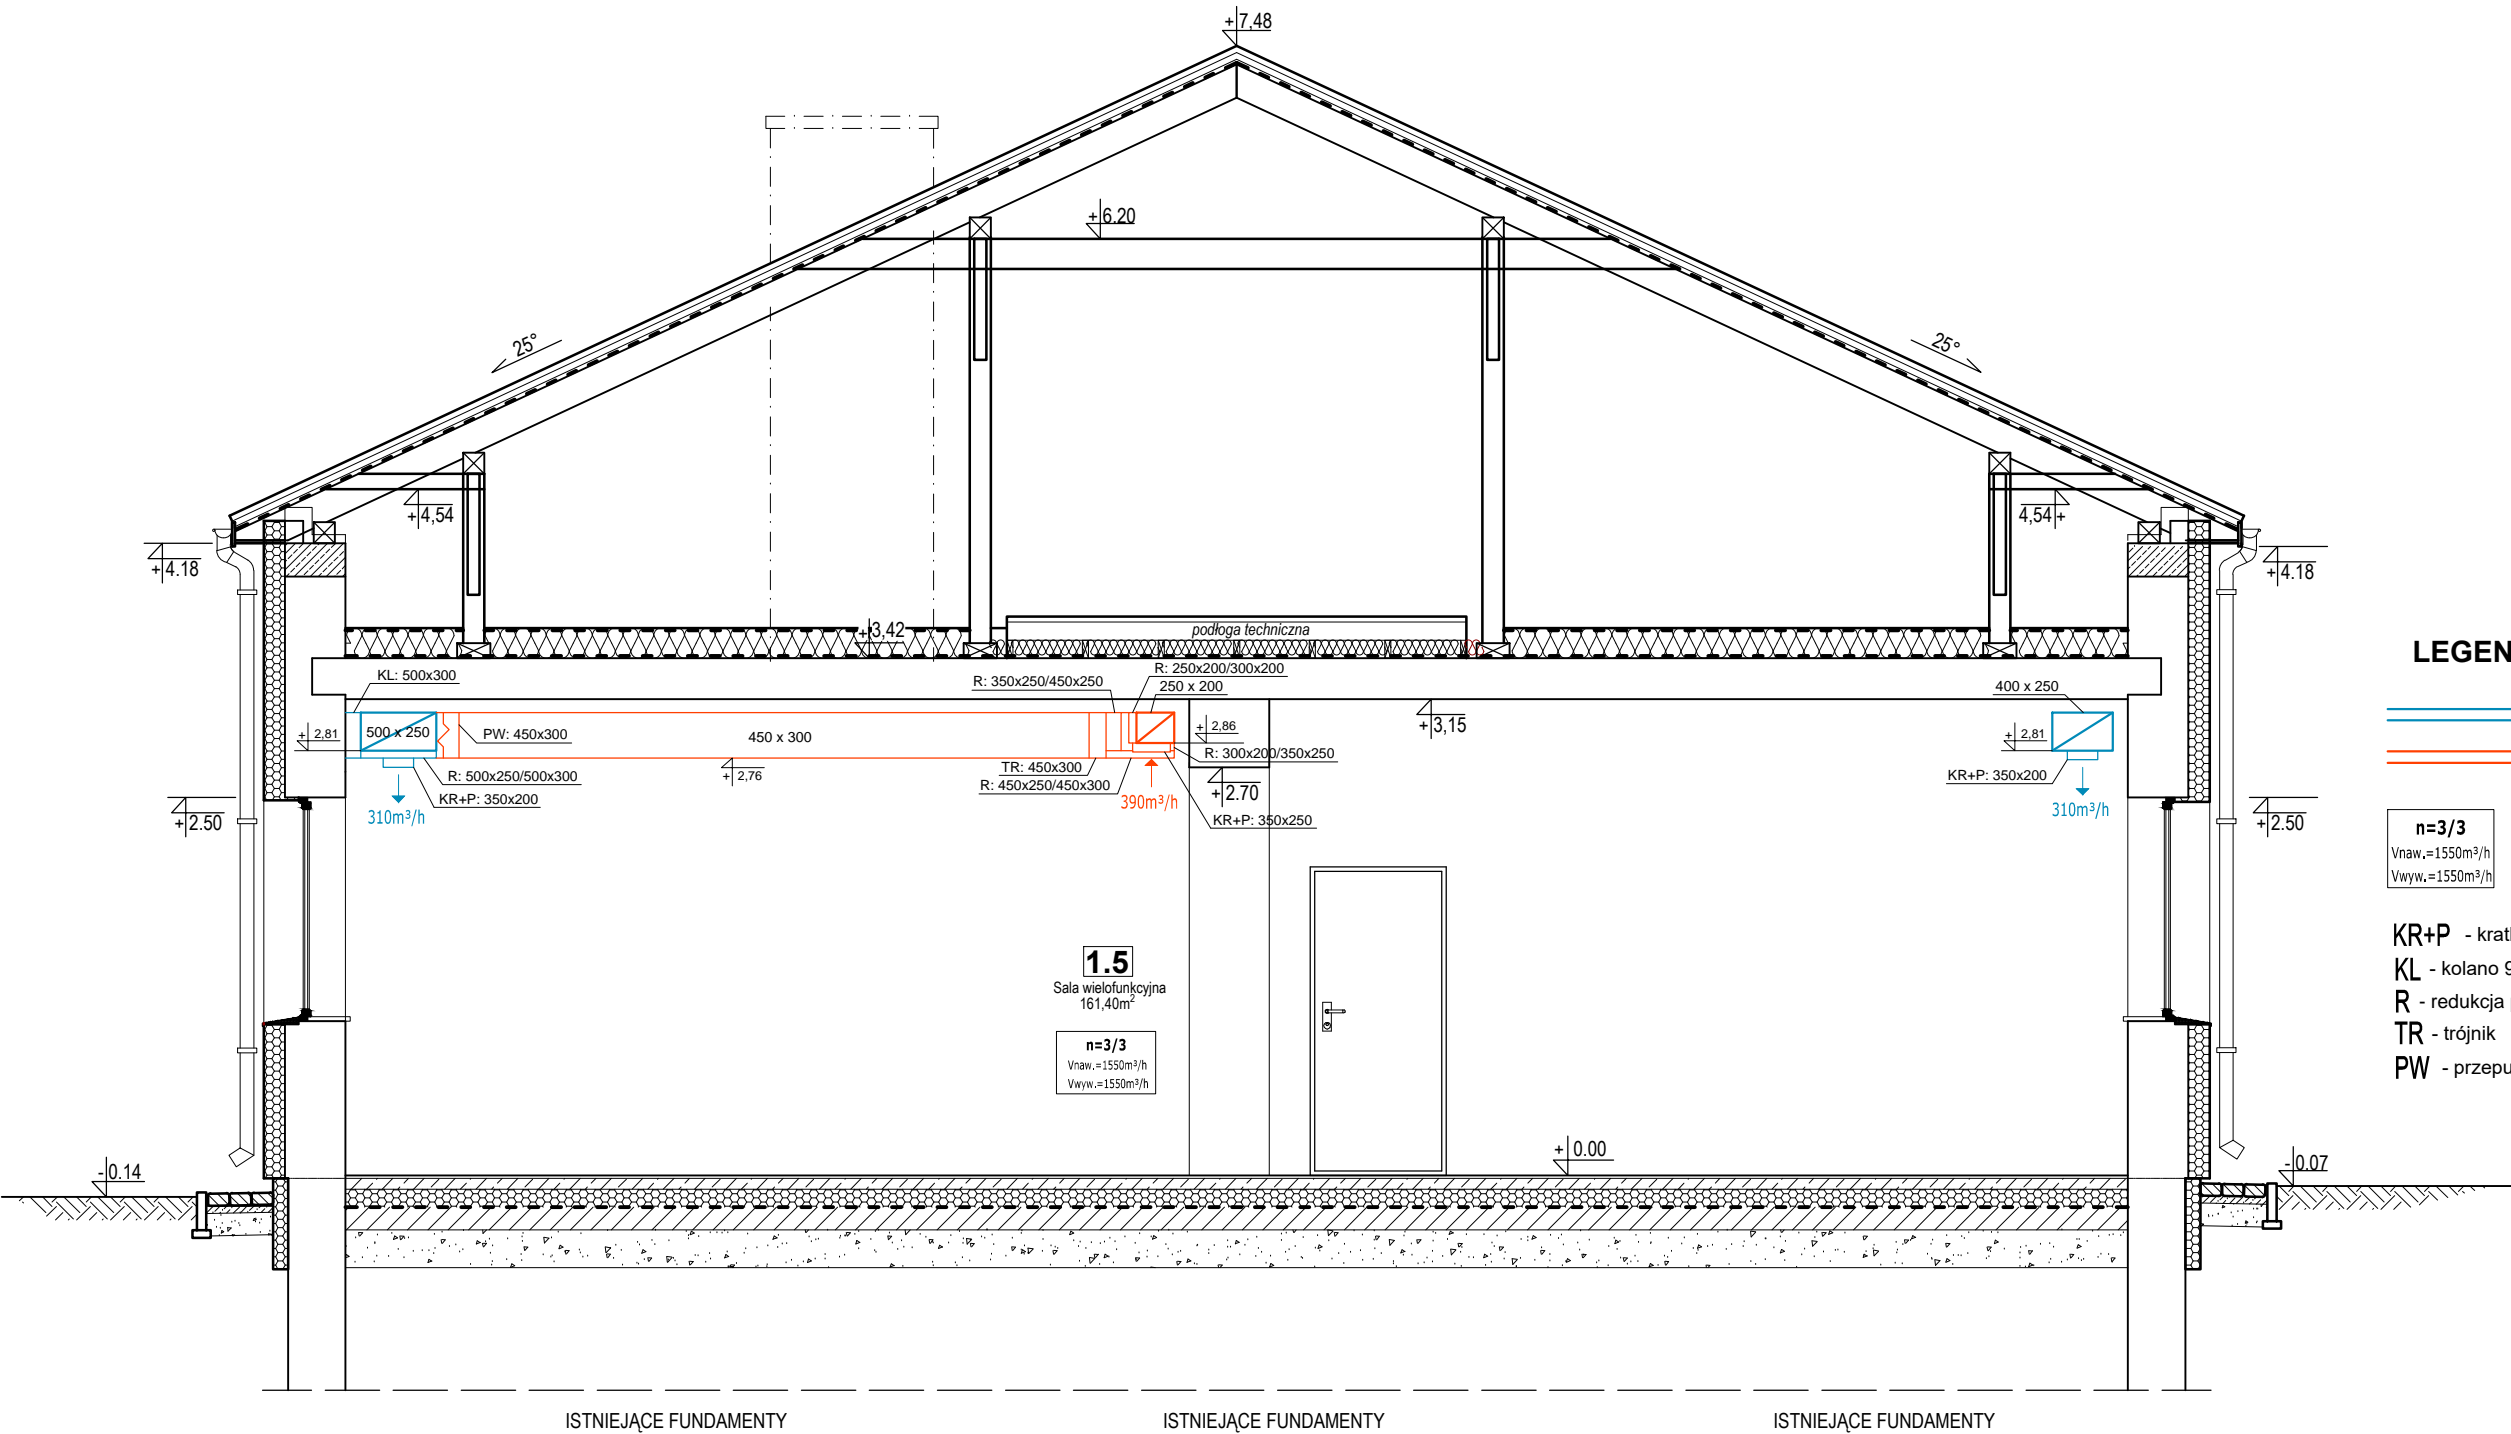 +7,48
+6.20
25°
25°
+4,54
4,54+
+4.18
+4.18
+3,42
podłoga techniczna
R: 250x200/300x200
KL: 500x300
R: 350x250/450x250
250 x 200
400 x 250
LEGEN
+2,81
500 x 250
PW: 450x300
450 x 300
+2,86
+3,15
+2,81
R: 300x200/350x250
TR: 450x300
R: 500x250/500x300
+2,76
R: 450x250/450x300
KR+P: 350x200
KR+P: 350x200
+2.70
390m³/h
310m³/h
KR+P: 350x250
310m³/h
+2.50
+2.50
n=3/3
Vnaw.=1550m³/h
Vwyw.=1550m³/h
KR+P - krat
KL - kolano 9
R - redukcja
TR - trójnik
PW - przepu
1.5
Sala wielofunkcyjna
161,40m²
n=3/3
Vnaw.=1550m³/h
Vwyw.=1550m³/h
+0.00
-0.14
-0.07
ISTNIEJĄCE FUNDAMENTY
ISTNIEJĄCE FUNDAMENTY
ISTNIEJĄCE FUNDAMENTY